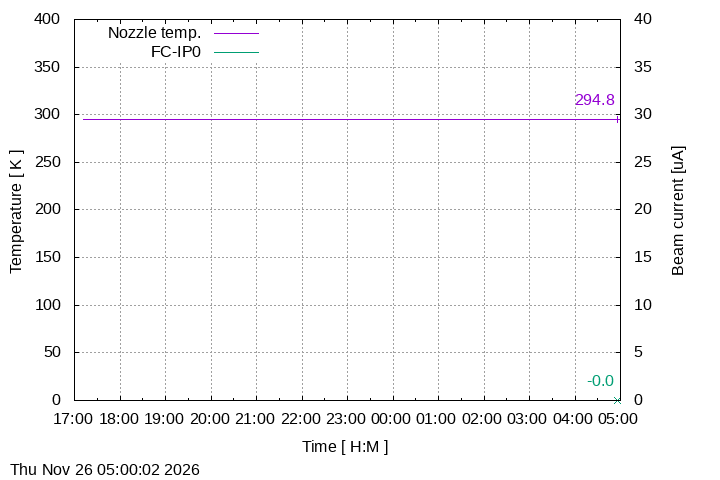 400
350
300
250
200
150
100
50
0
40
35
30
25
20
15
10
5
0
Nozzle temp.
FC-IP0
294.8
-0.0
Temperature [ K ]
Beam current [uA]
17:00 18:00 19:00 20:00 21:00 22:00 23:00 00:00 01:00 02:00 03:00 04:00 05:00
Time [ H:M ]
Thu Nov 26 05:00:02 2026